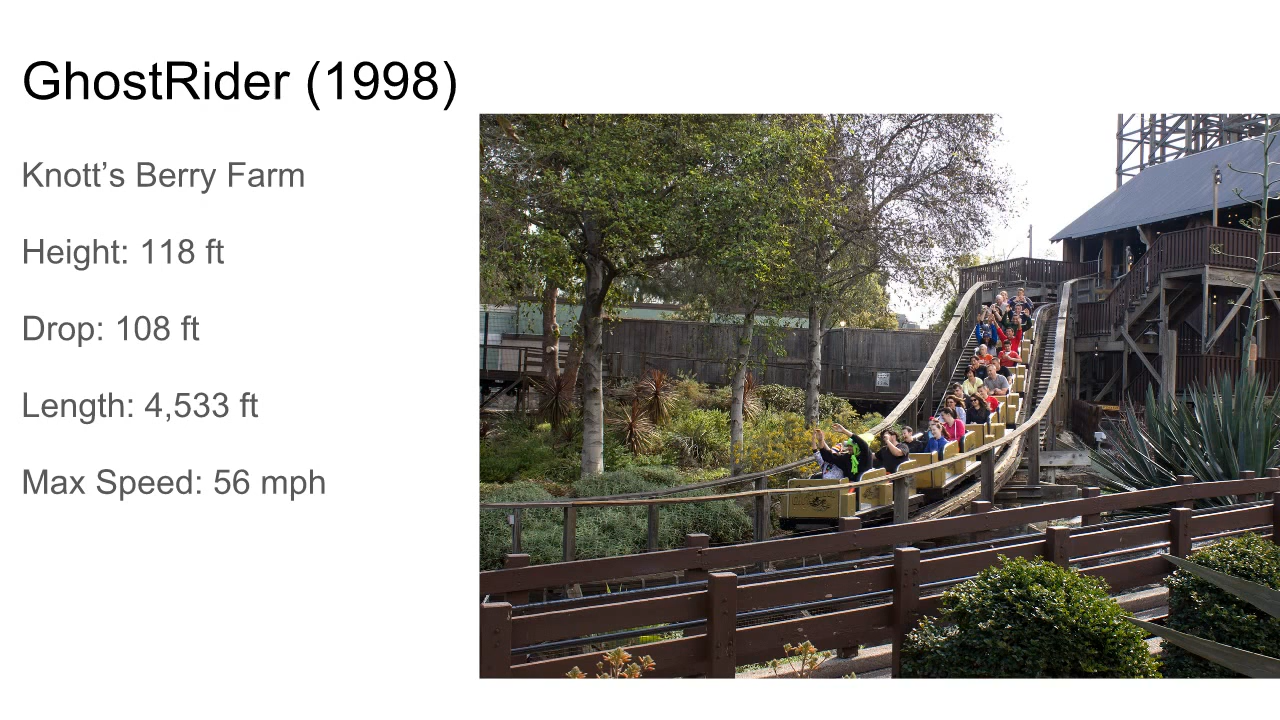 GhostRider (1998)
Knott’s Berry Farm
Height: 118 ft
Drop: 108 ft
Length: 4,533 ft
Max Speed: 56 mph